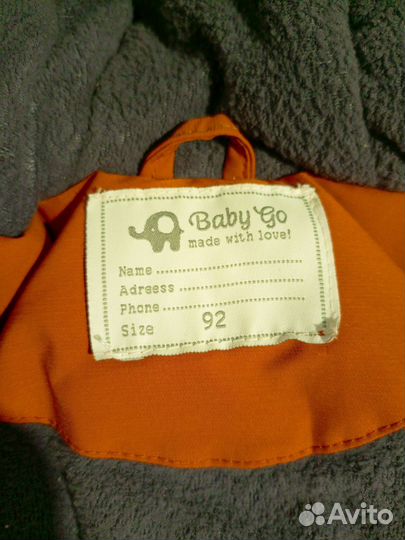 Baby Go
made with love!
Name
Adreess
Phone
Size 92
Avito